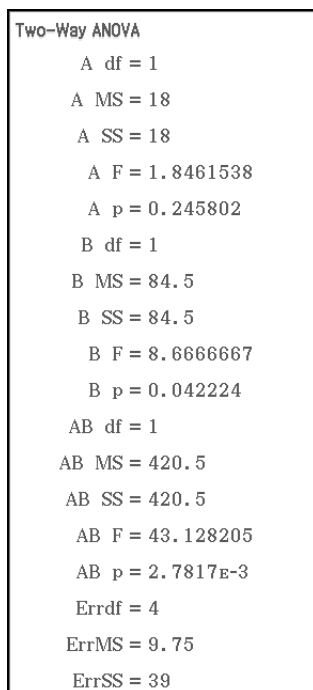 Two-Way ANOVA
A df = 1
A MS = 18
A SS = 18
A F = 1.8461538
A p = 0.245802
B df = 1
B MS = 84.5
B SS = 84.5
B F = 8.6666667
B p = 0.042224
AB df = 1
AB MS = 420.5
AB SS = 420.5
AB F = 43.128205
AB p = 2.7817ᴇ-3
Errdf = 4
ErrMS = 9.75
ErrSS = 39